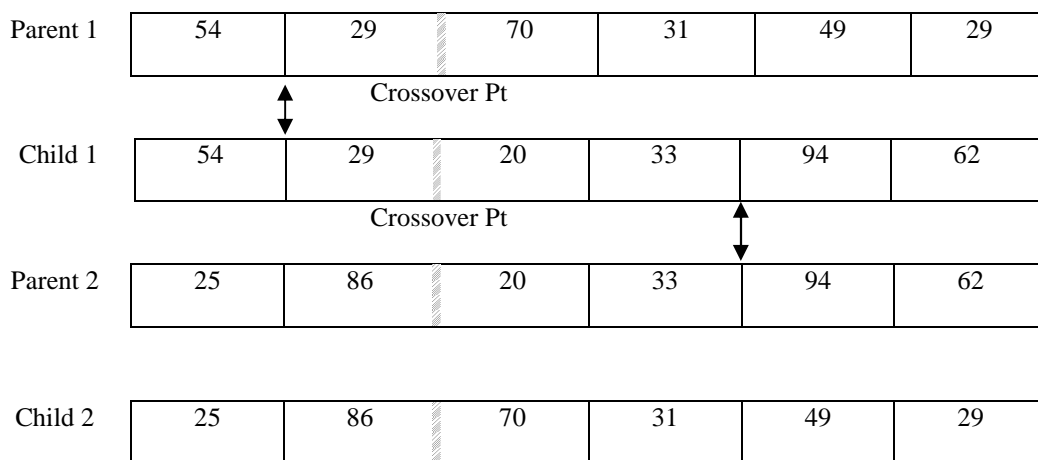 Parent 1 54 29 70 31 49 29
Crossover Pt
Child 1 54 29 20 33 94 62
Crossover Pt
Parent 2 25 86 20 33 94 62
Child 2 25 86 70 31 49 29